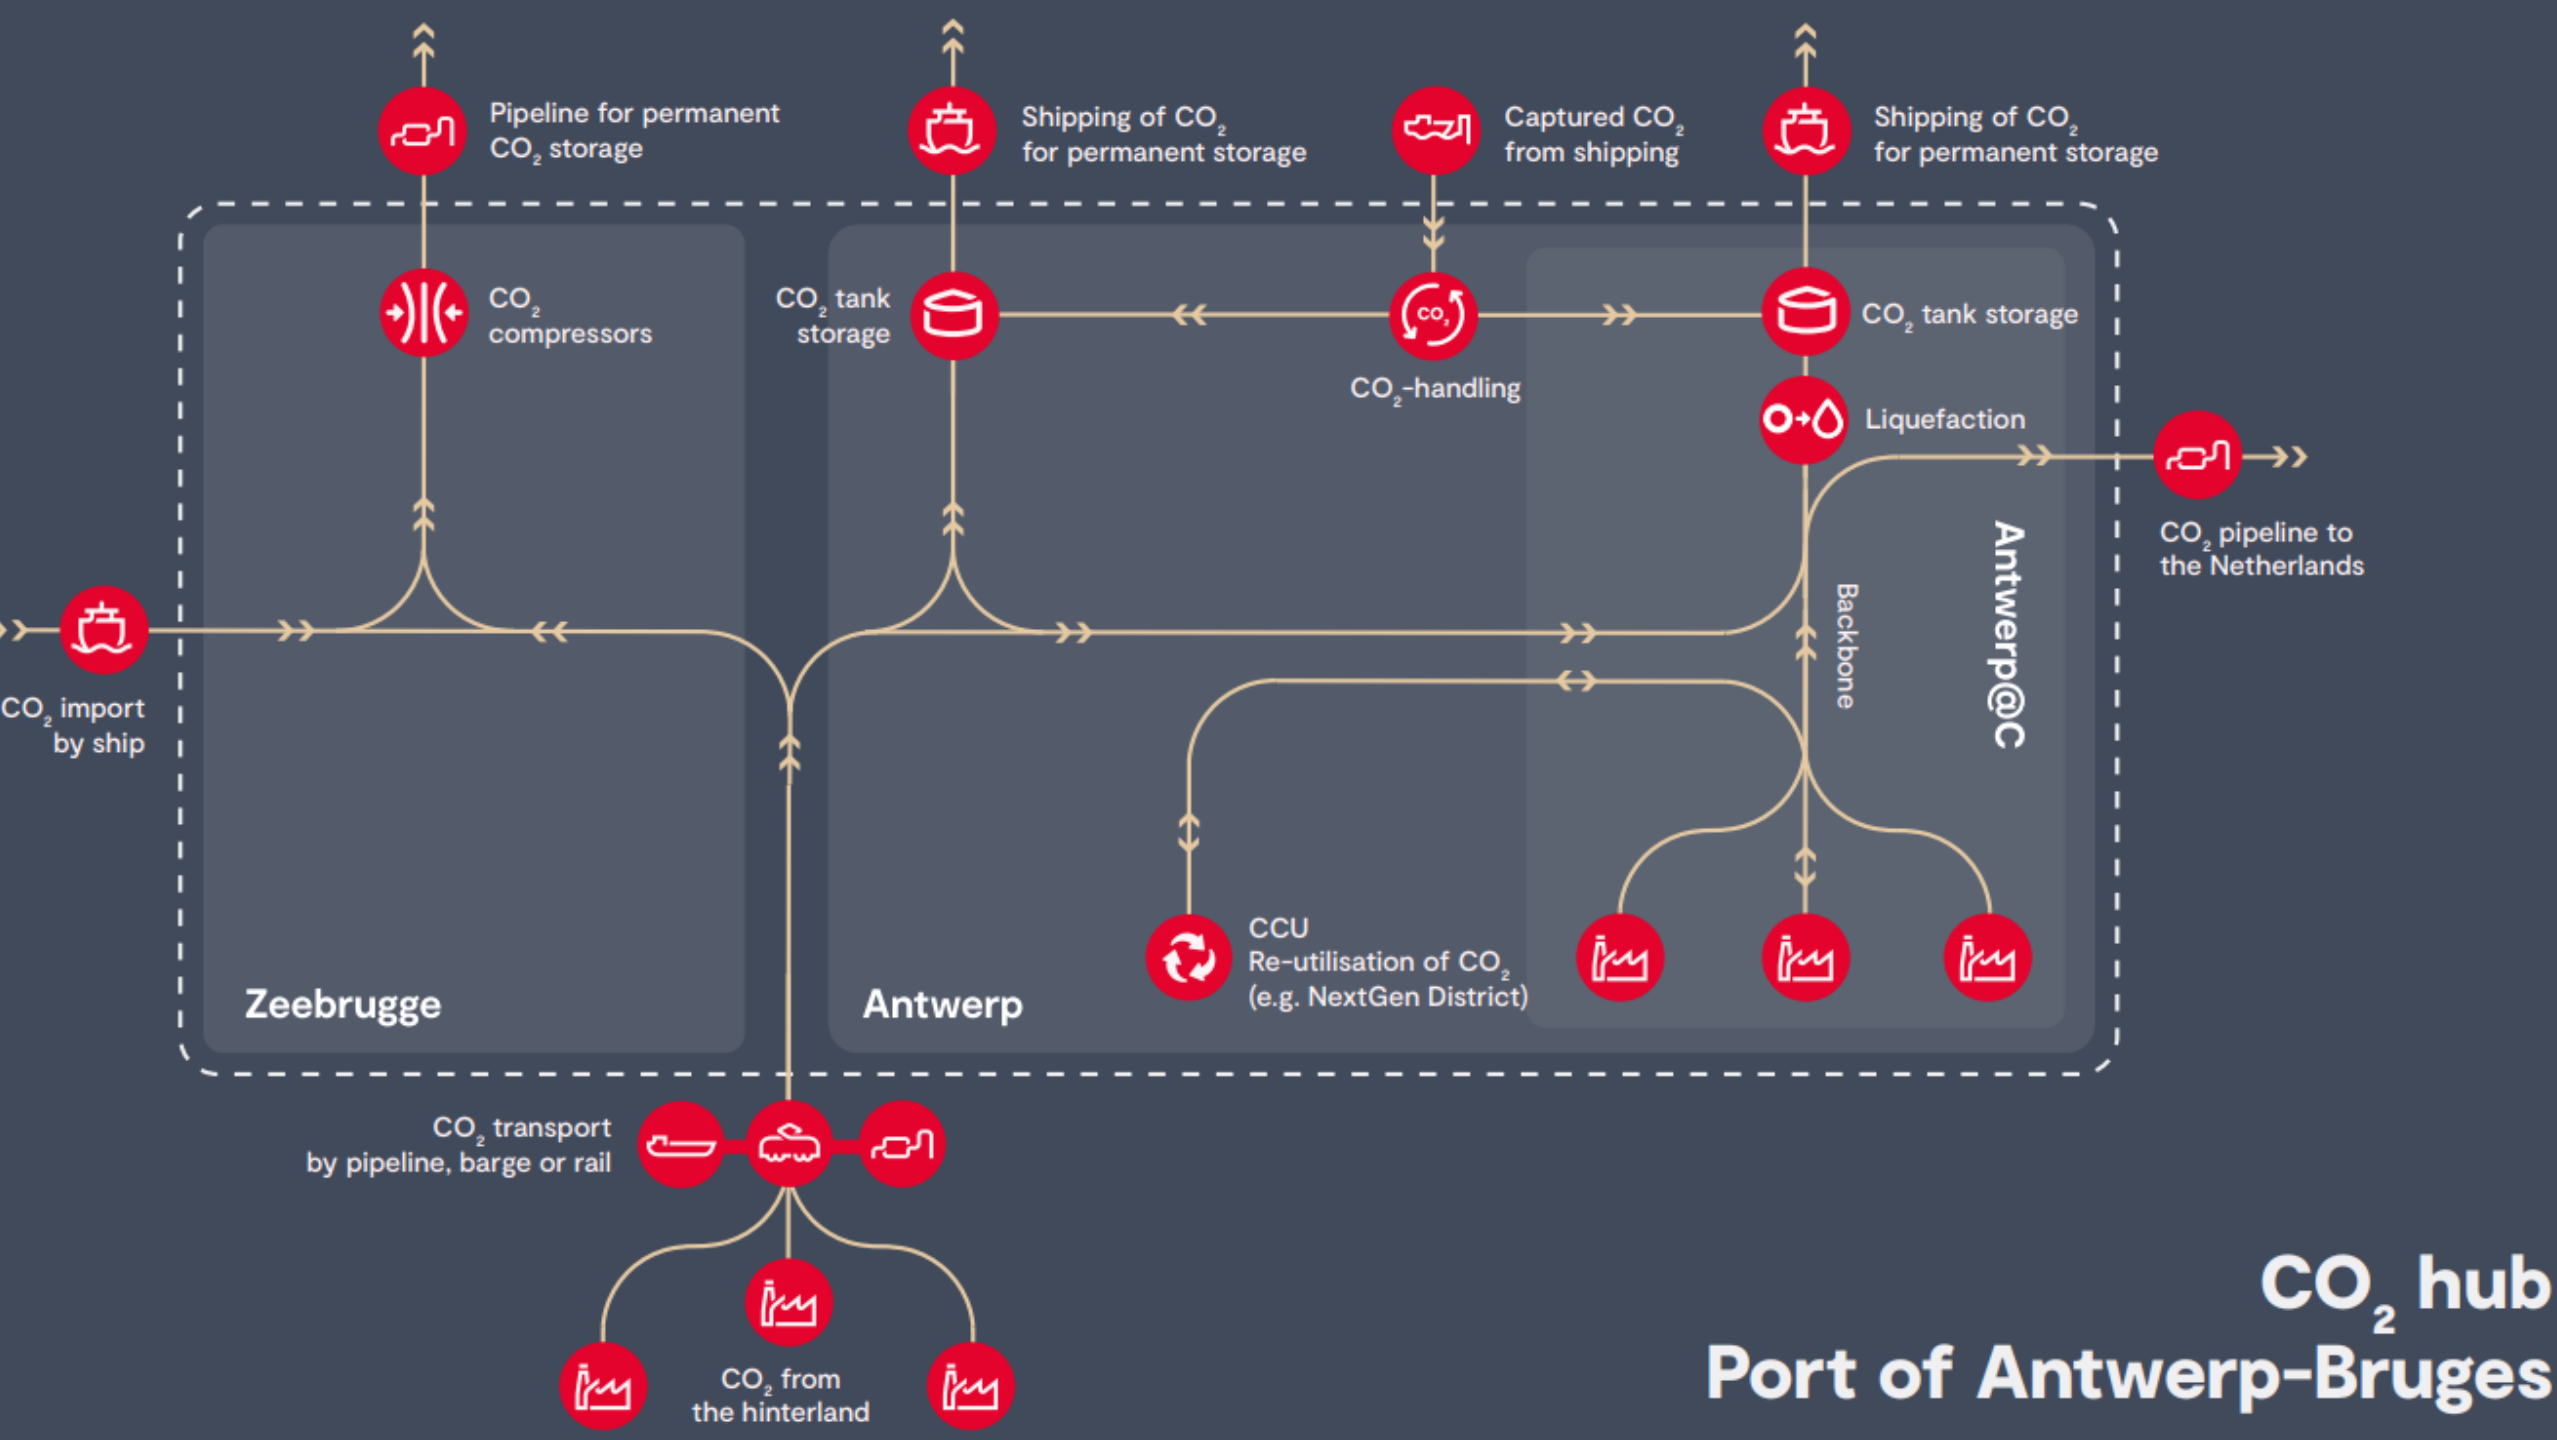 Pipeline for permanent
CO₂ storage
Shipping of CO₂
for permanent storage
Captured CO₂
from shipping
Shipping of CO₂
for permanent storage
CO₂
compressors
CO₂ tank
storage
CO₂
CO₂-handling
CO₂ tank storage
Liquefaction
CO₂ pipeline to
the Netherlands
Backbone
Antwerp@C
CO₂ import
by ship
CCU
Re-utilisation of CO₂
(e.g. NextGen District)
Zeebrugge
Antwerp
CO₂ transport
by pipeline, barge or rail
CO₂ from
the hinterland
CO₂ hub
Port of Antwerp-Bruges